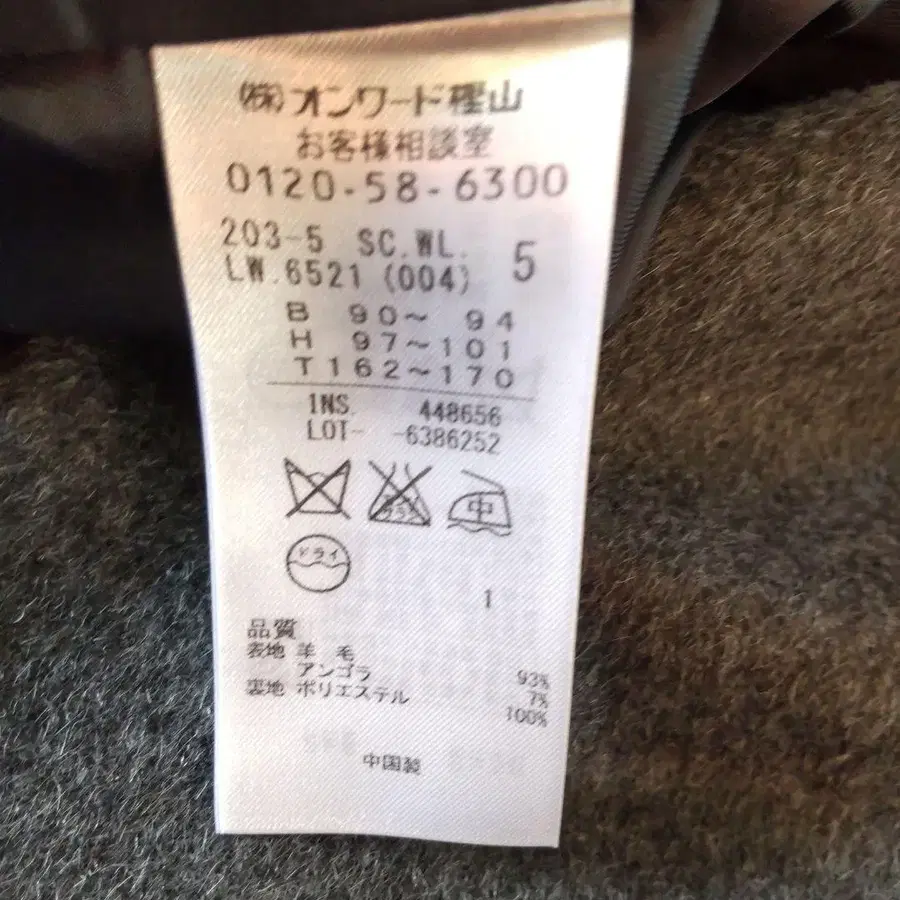 (株)オンワード樫山
お客様相談室
0120-58-6300
203-5 SC.WL. 5
LW.6521 (004)
B 90〜 94
H 97〜101
T162〜170
INS. 448656
LOT- -6386252
中
ドライ
1
品質
表地 羊 毛 93%
アンゴラ 7%
裏地 ポリエステル 100%
中国製